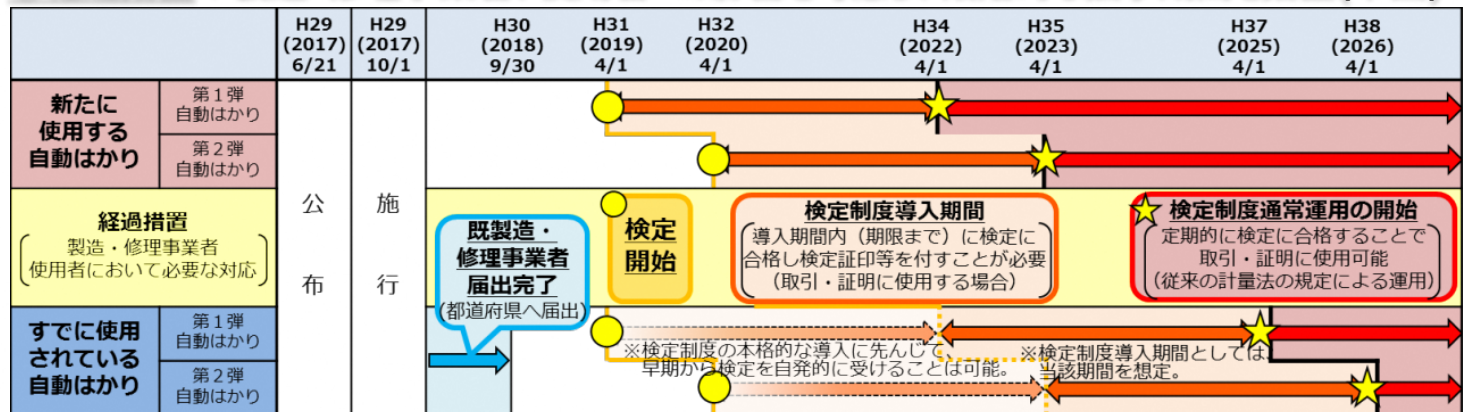 H29
(2017)
6/21
H29
(2017)
10/1
H30
(2018)
9/30
H31
(2019)
4/1
H32
(2020)
4/1
H34
(2022)
4/1
H35
(2023)
4/1
H37
(2025)
4/1
H38
(2026)
4/1
新たに
使用する
自動はかり
第1弾
自動はかり
第2弾
自動はかり
公
布
施
行
経過措置
製造・修理事業者
使用者において必要な対応
既製造・
修理事業者
届出完了
(都道府県へ届出)
検定
開始
検定制度導入期間
導入期間内（期限まで）に検定に
合格し検定証印等を付すことが必要
（取引・証明に使用する場合）
検定制度通常運用の開始
定期的に検定に合格することで
取引・証明に使用可能
(従来の計量法の規定による運用)
すでに使用
されている
自動はかり
第1弾
自動はかり
第2弾
自動はかり
※検定制度の本格的な導入に先んじて、
早期から検定を自発的に受けることは可能。
※検定制度導入期間としては、
当該期間を想定。